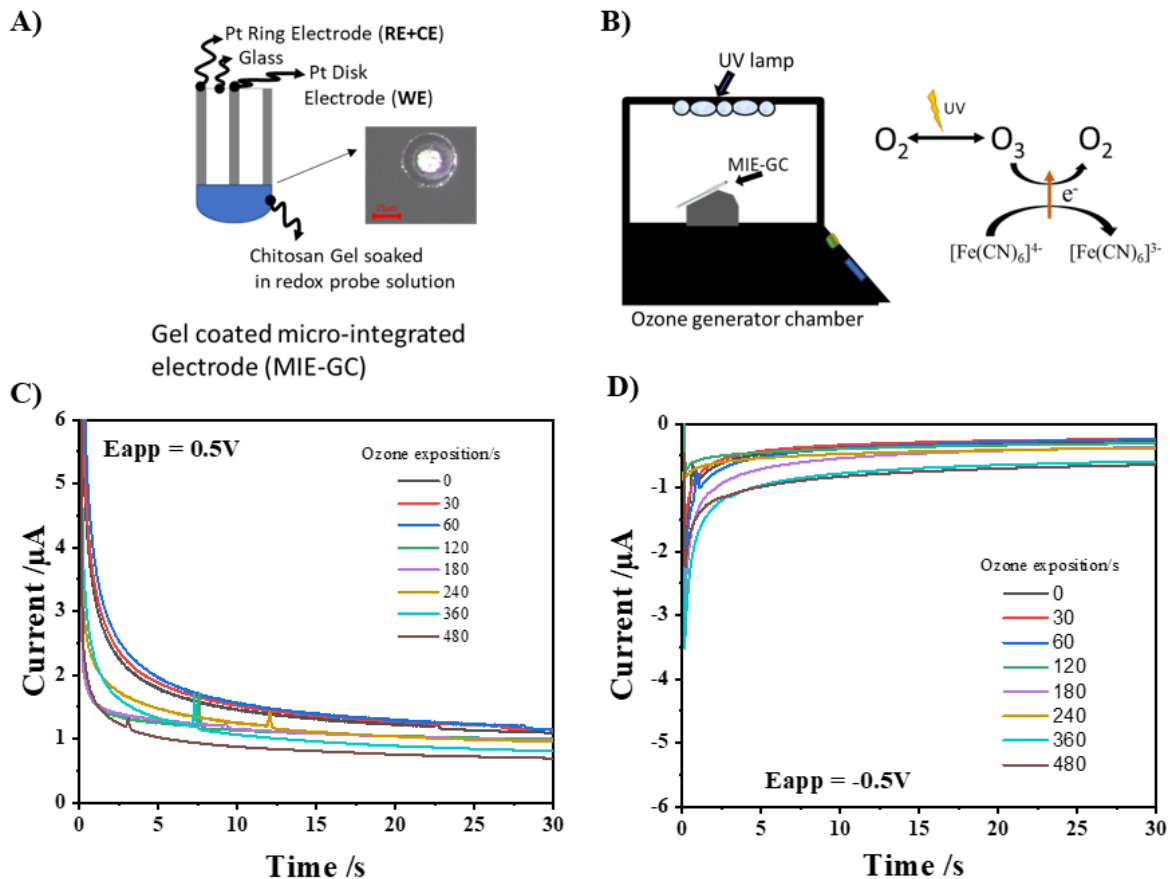 A)
Pt Ring Electrode (RE+CE)
Glass
Pt Disk
Electrode (WE)
25µm
Chitosan Gel soaked
in redox probe solution
Gel coated micro-integrated
electrode (MIE-GC)
B)
UV lamp
MIE-GC
Ozone generator chamber
UV
O2
O3
O2
e-
[Fe(CN)6]4-
[Fe(CN)6]3-
C)
Eapp = 0.5V
Ozone exposition/s
0
30
60
120
180
240
360
480
Current /µA
6
5
4
3
2
1
0
0
5
10
15
20
25
30
Time /s
D)
Eapp = -0.5V
Ozone exposition/s
0
30
60
120
180
240
360
480
Current /µA
0
-1
-2
-3
-4
-5
-6
0
5
10
15
20
25
30
Time /s